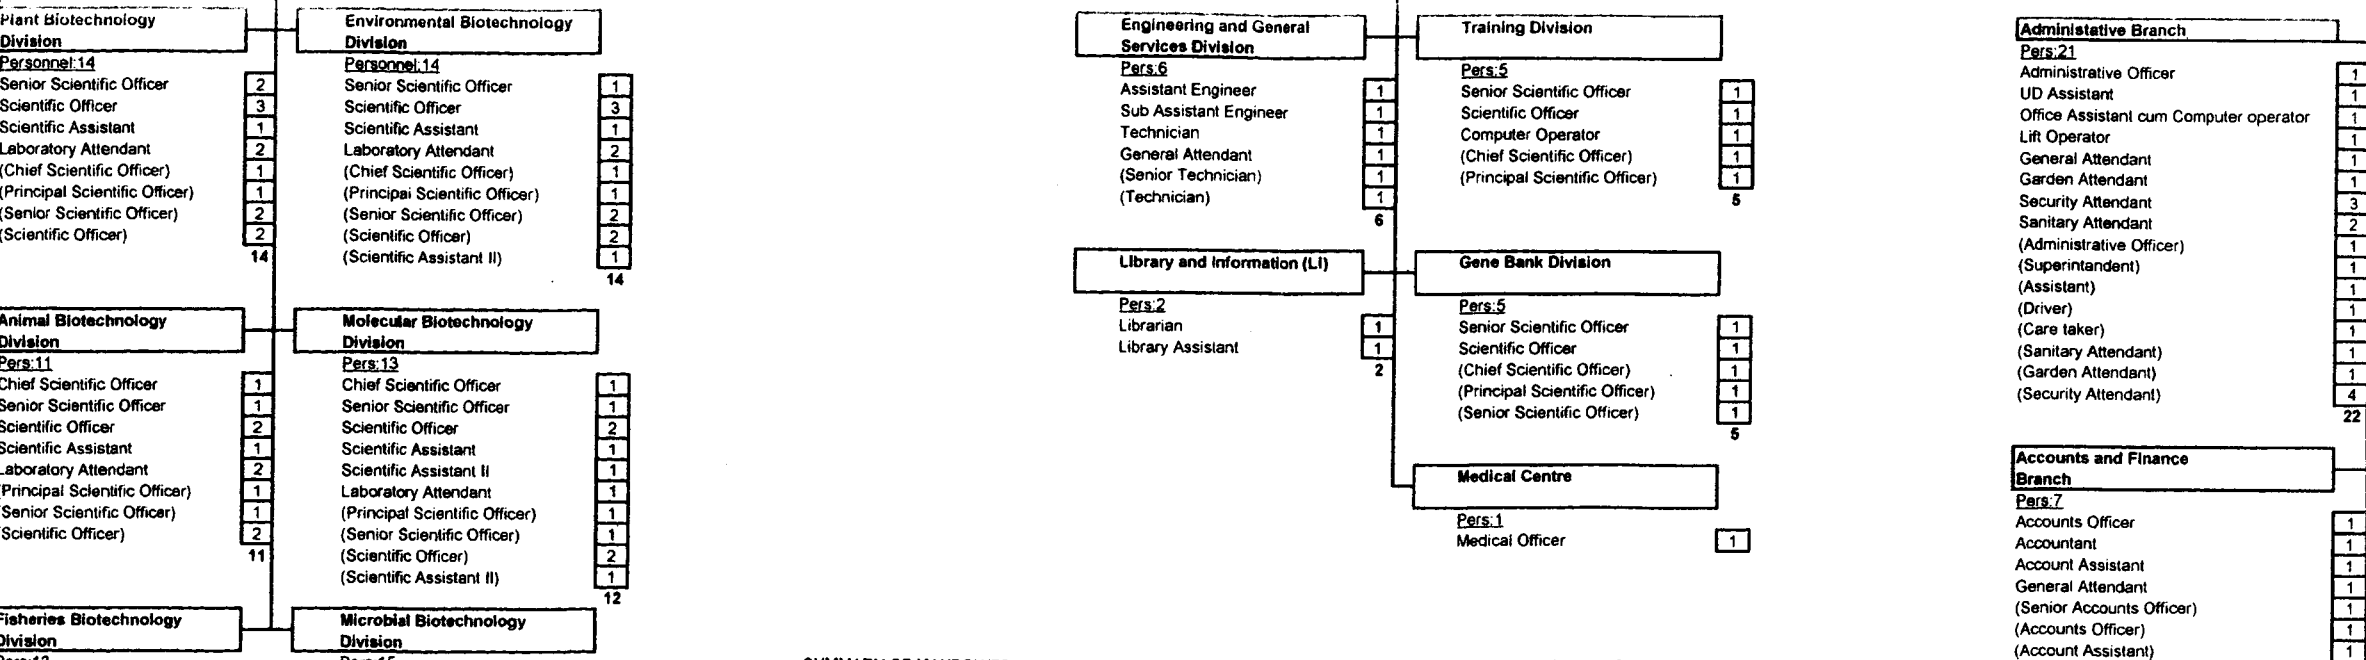 Plant Biotechnology
Division
Personnel:14
Senior Scientific Officer 2
Scientific Officer 3
Scientific Assistant 1
Laboratory Attendant 2
(Chief Scientific Officer) 1
(Principal Scientific Officer) 1
(Senior Scientific Officer) 2
(Scientific Officer) 2
14
Environmental Biotechnology
Division
Personnel:14
Senior Scientific Officer 1
Scientific Officer 3
Scientific Assistant 1
Laboratory Attendant 2
(Chief Scientific Officer) 1
(Principal Scientific Officer) 1
(Senior Scientific Officer) 2
(Scientific Officer) 2
(Scientific Assistant II) 1
14
Animal Biotechnology
Division
Pers:11
Chief Scientific Officer 1
Senior Scientific Officer 1
Scientific Officer 2
Scientific Assistant 1
Laboratory Attendant 2
(Principal Scientific Officer) 1
(Senior Scientific Officer) 1
(Scientific Officer) 2
11
Molecular Biotechnology
Division
Pers:13
Chief Scientific Officer 1
Senior Scientific Officer 1
Scientific Officer 2
Scientific Assistant 1
Scientific Assistant II 1
Laboratory Attendant 1
(Principal Scientific Officer) 1
(Senior Scientific Officer) 1
(Scientific Officer) 2
(Scientific Assistant II) 1
12
Fisheries Biotechnology
Division
Microbial Biotechnology
Division
Engineering and General
Services Division
Pers:6
Assistant Engineer 1
Sub Assistant Engineer 1
Technician 1
General Attendant 1
(Senior Technician) 1
(Technician) 1
6
Training Division
Pers:5
Senior Scientific Officer 1
Scientific Officer 1
Computer Operator 1
(Chief Scientific Officer) 1
(Principal Scientific Officer) 1
5
Library and Information (LI)
Pers:2
Librarian 1
Library Assistant 1
2
Gene Bank Division
Pers:5
Senior Scientific Officer 1
Scientific Officer 1
(Chief Scientific Officer) 1
(Principal Scientific Officer) 1
(Senior Scientific Officer) 1
5
Medical Centre
Pers:1
Medical Officer 1
Administative Branch
Pers:21
Administrative Officer 1
UD Assistant 1
Office Assistant cum Computer operator 1
Lift Operator 1
General Attendant 1
Garden Attendant 1
Security Attendant 3
Sanitary Attendant 2
(Administrative Officer) 1
(Superintandent) 1
(Assistant) 1
(Driver) 1
(Care taker) 1
(Sanitary Attendant) 1
(Garden Attendant) 1
(Security Attendant) 4
22
Accounts and Finance
Branch
Pers:7
Accounts Officer 1
Accountant 1
Account Assistant 1
General Attendant 1
(Senior Accounts Officer) 1
(Accounts Officer) 1
(Account Assistant) 1